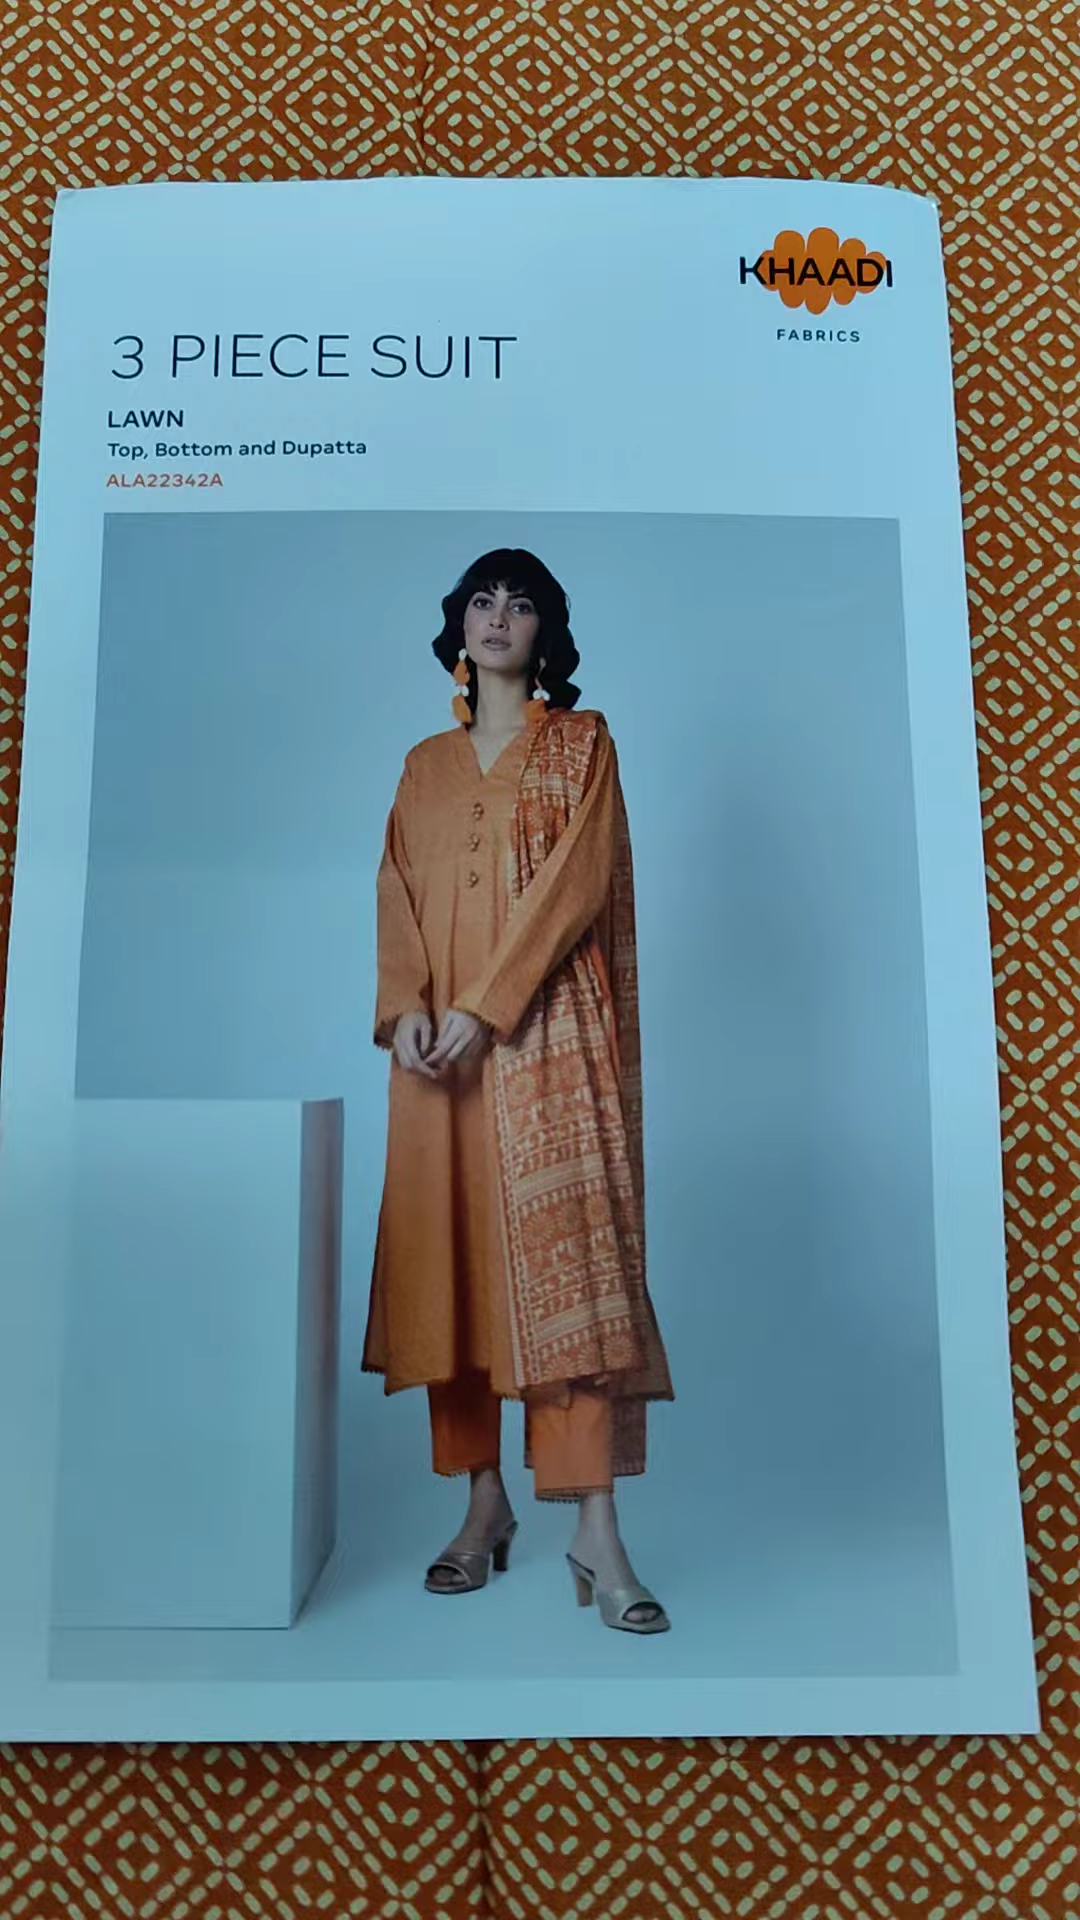 KHAADI
FABRICS
3 PIECE SUIT
LAWN
Top, Bottom and Dupatta
ALA22342A